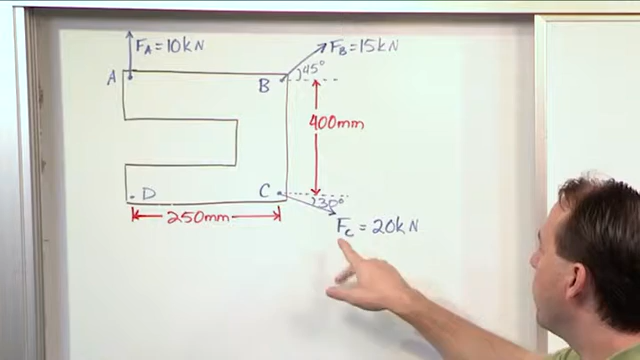 F_A = 10kN
F_B = 15kN
A
45°
B
400mm
D
C
30°
250mm
F_C = 20kN